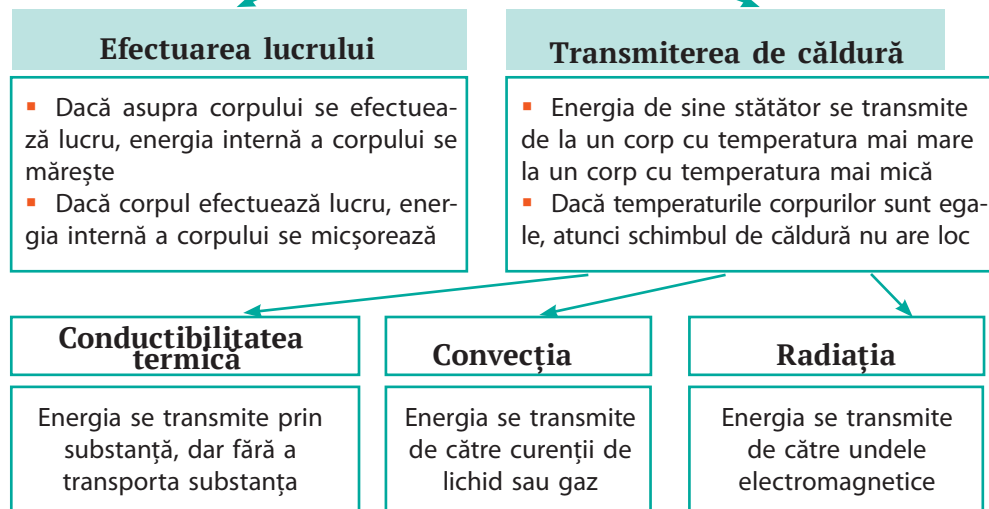 Efectuarea lucrului
▪ Dacă asupra corpului se efectuea-
ză lucru, energia internă a corpului se
mărește
▪ Dacă corpul efectuează lucru, ener-
gia internă a corpului se micșorează
Transmiterea de căldură
▪ Energia de sine stătător se transmite
de la un corp cu temperatura mai mare
la un corp cu temperatura mai mică
▪ Dacă temperaturile corpurilor sunt ega-
le, atunci schimbul de căldură nu are loc
Conductibilitatea
termică
Energia se transmite prin
substanță, dar fără a
transporta substanța
Convecția
Energia se transmite
de către curenții de
lichid sau gaz
Radiația
Energia se transmite
de către undele
electromagnetice